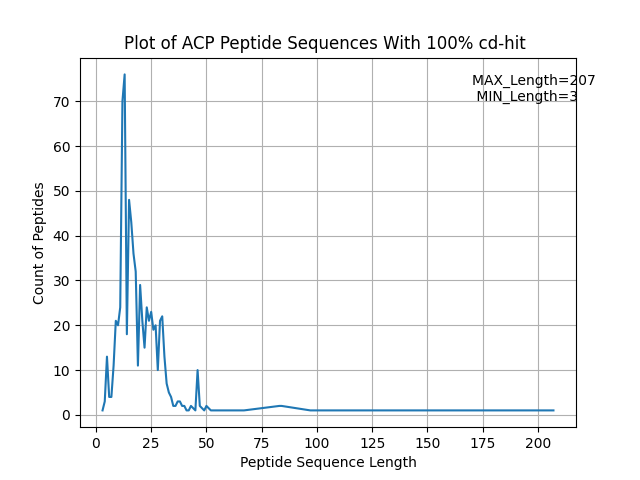 Plot of ACP Peptide Sequences With 100% cd-hit
MAX_Length=207
MIN_Length=3
70
60
50
40
30
20
10
0
Count of Peptides
0 25 50 75 100 125 150 175 200
Peptide Sequence Length